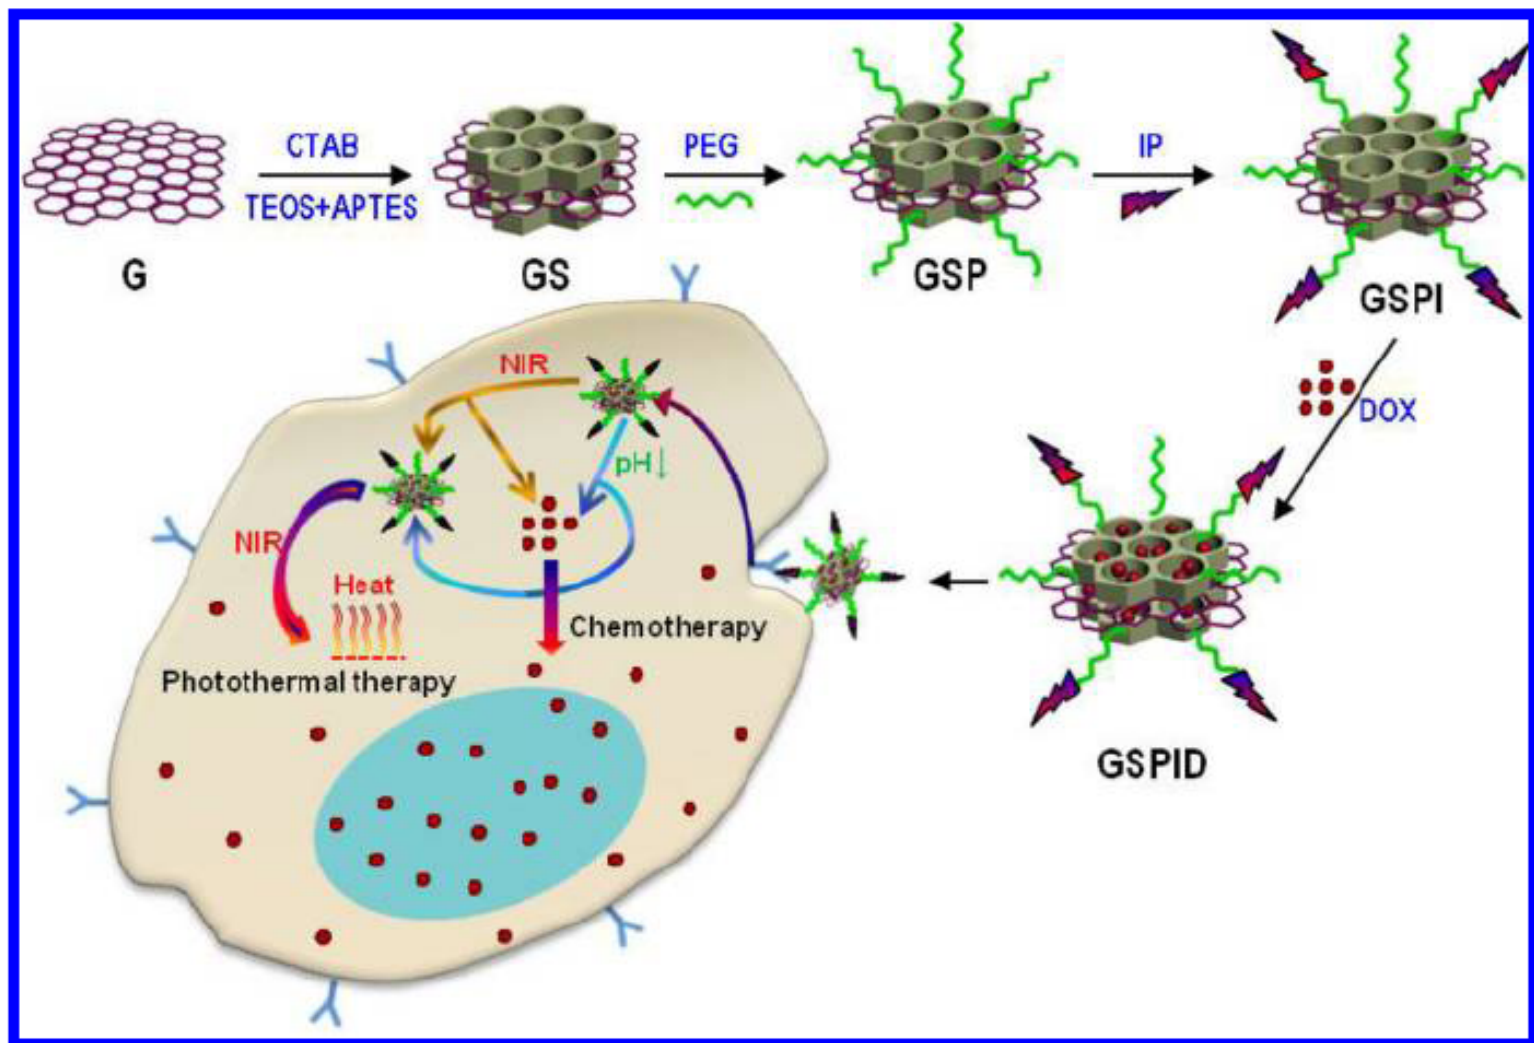 CTAB
TEOS+APTES
PEG
IP
G
GS
GSP
GSPI
DOX
NIR
pH↓
NIR
Heat
Chemotherapy
Photothermal therapy
GSPID